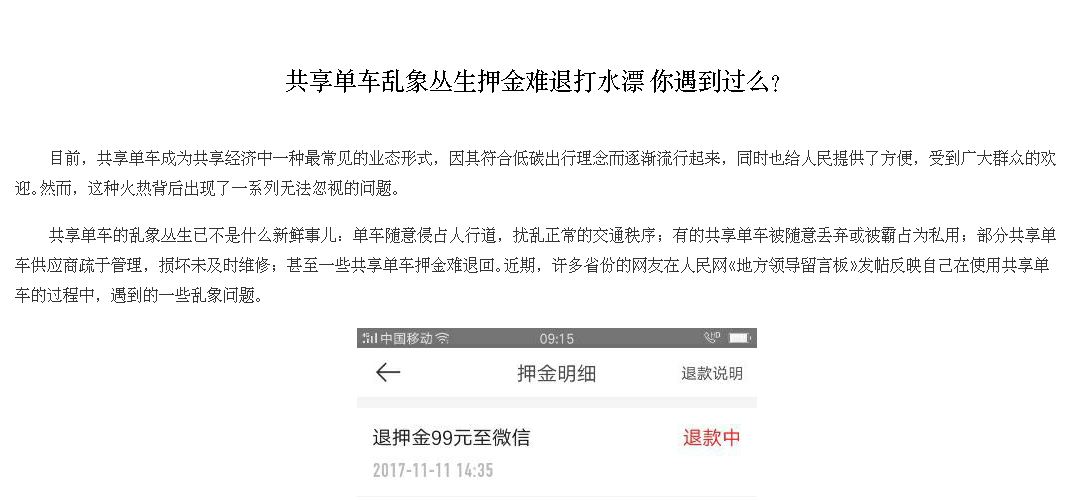 共享单车乱象丛生押金难退打水漂 你遇到过么?
目前，共享单车成为共享经济中一种最常见的业态形式，因其符合低碳出行理念而逐渐流行起来，同时也给人民提供了方便，受到广大群众的欢
迎。然而，这种火热背后出现了一系列无法忽视的问题。
共享单车的乱象丛生已不是什么新鲜事儿：单车随意侵占人行道，扰乱正常的交通秩序；有的共享单车被随意丢弃或被霸占为私用；部分共享单
车供应商疏于管理，损坏未及时维修；甚至一些共享单车押金难退回。近期，许多省份的网友在人民网《地方领导留言板》发帖反映自己在使用共享单
车的过程中，遇到的一些乱象问题。
4G 中国移动 09:15 HD
押金明细 退款说明
退押金99元至微信 退款中
2017-11-11 14:35